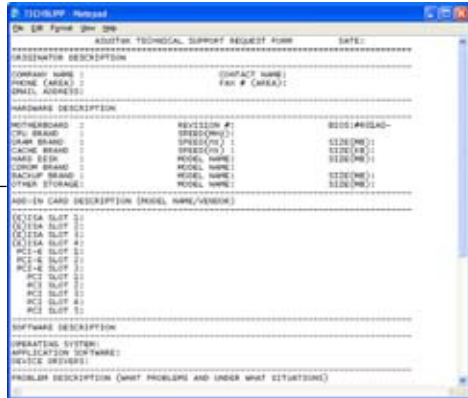 TECHSUPP - Notepad
File Edit Format View Help
ASUSTeK TECHNICAL SUPPORT REQUEST FORM DATE:
ORIGINATOR DESCRIPTION
COMPANY NAME : CONTACT NAME:
PHONE (AREA) : FAX # (AREA):
EMAIL ADDRESS:
HARDWARE DESCRIPTION
MOTHERBOARD : REVISION #: BIOS:
CPU BRAND : SPEED(MHz):
DRAM BRAND : SPEED(ns) : SIZE(MB):
CACHE BRAND : SPEED(ns) : SIZE(KB):
HARD DISK : MODEL NAME: SIZE(MB):
CDROM BRAND : MODEL NAME:
BACKUP BRAND : MODEL NAME: SIZE(MB):
OTHER STORAGE: MODEL NAME: SIZE(MB):
ADD-IN CARD DESCRIPTION (MODEL NAME/VENDOR)
(E)ISA SLOT 1:
(E)ISA SLOT 2:
(E)ISA SLOT 3:
(E)ISA SLOT 4:
PCI-E SLOT 1:
PCI-E SLOT 2:
PCI-E SLOT 3:
PCI SLOT 1:
PCI SLOT 2:
PCI SLOT 3:
PCI SLOT 4:
PCI SLOT 5:
SOFTWARE DESCRIPTION
OPERATING SYSTEM:
APPLICATION SOFTWARE:
DEVICE DRIVERS:
PROBLEM DESCRIPTION (WHAT PROBLEMS AND UNDER WHAT SITUATIONS)